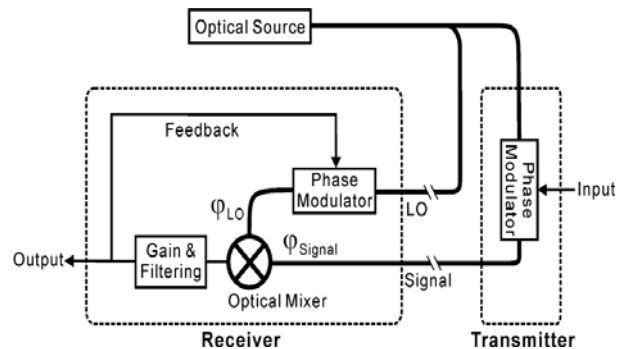 Optical Source
Feedback
Phase
Modulator
Phase
Modulator
Input
φLO
LO
Output
Gain &
Filtering
φSignal
Signal
Optical Mixer
Receiver
Transmitter